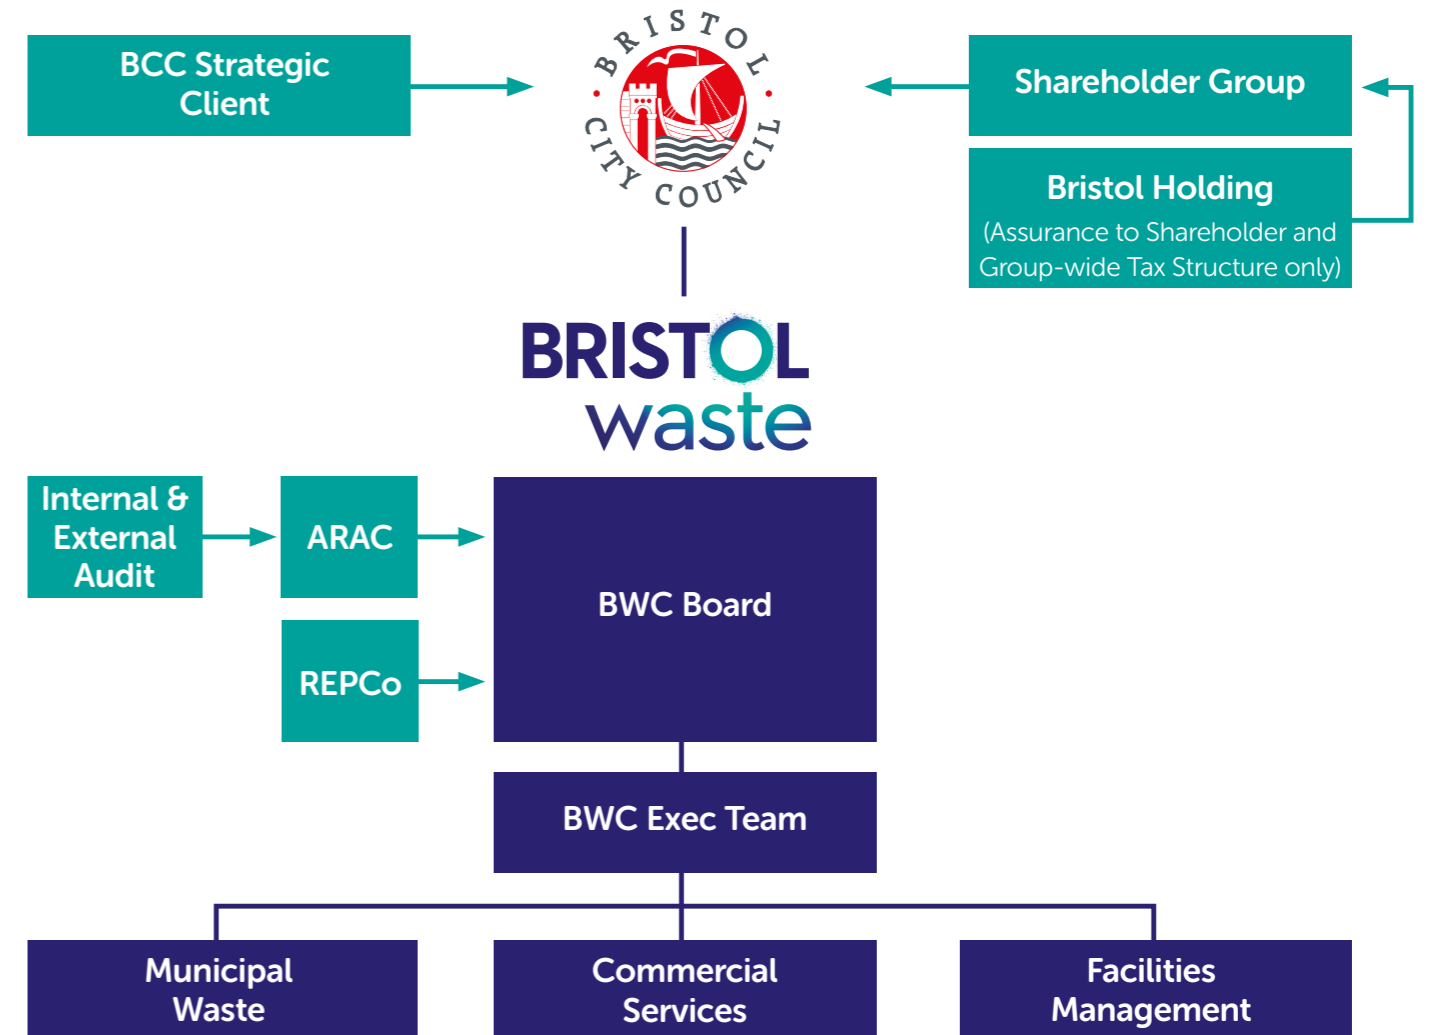 BCC Strategic
Client
BRISTOL
CITY COUNCIL
Shareholder Group
Bristol Holding
(Assurance to Shareholder and
Group-wide Tax Structure only)
BRISTOL
waste
Internal &
External
Audit
ARAC
REPCo
BWC Board
BWC Exec Team
Municipal
Waste
Commercial
Services
Facilities
Management